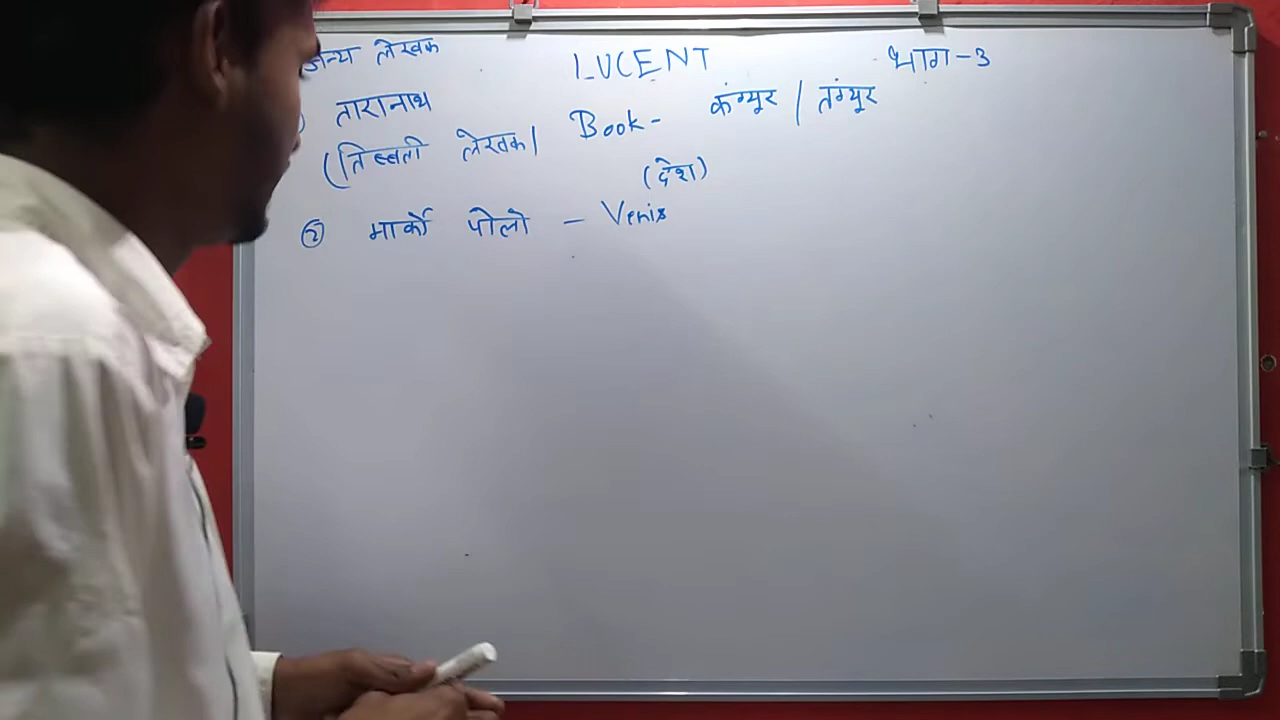 अन्य लेखक LUCENT भाग-3
तारानाथ Book- कंग्यूर / तंग्यूर
(तिब्बती लेखक)
(देश)
② मार्को पोलो - Venis